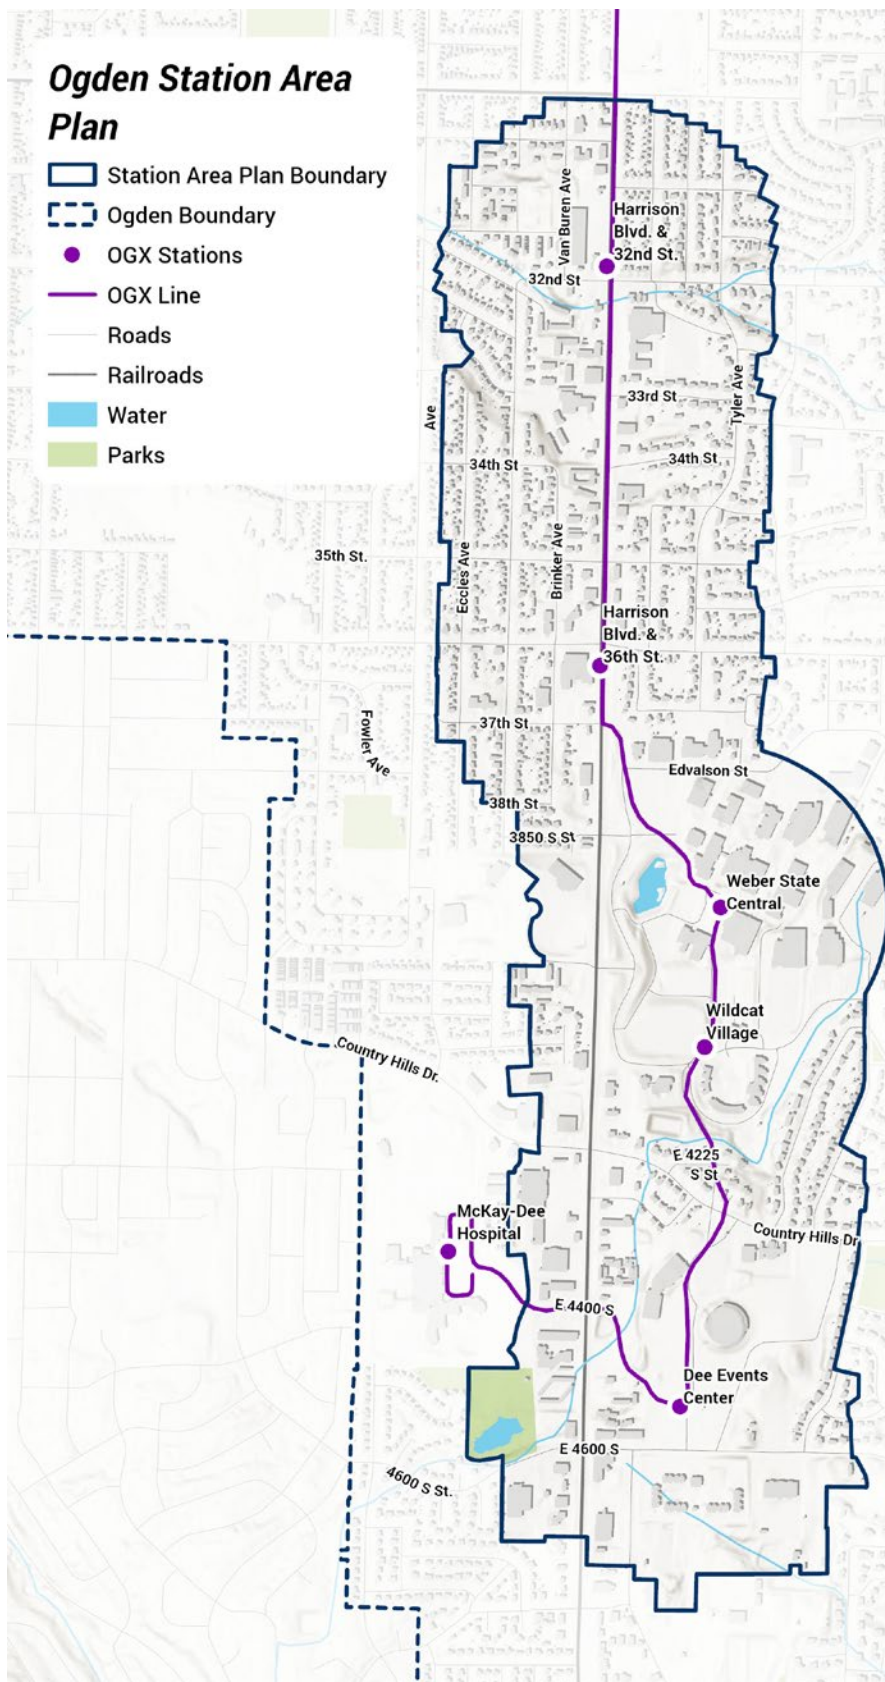 Ogden Station Area
Plan
Station Area Plan Boundary
Ogden Boundary
OGX Stations
OGX Line
Roads
Railroads
Water
Parks
Van Buren Ave
Harrison
Blvd. &
32nd St.
32nd St
Tyler Ave
33rd St
Ave
34th St
34th St
35th St.
Eccles Ave
Brinker Ave
Harrison
Blvd. &
36th St.
Fowler Ave
37th St
Edvalson St
38th St
3850 S St
Weber State
Central
Wildcat
Village
Country Hills Dr.
E 4225
S St
McKay-Dee
Hospital
Country Hills Dr
E 4400 S
Dee Events
Center
E 4600 S
4600 S St.